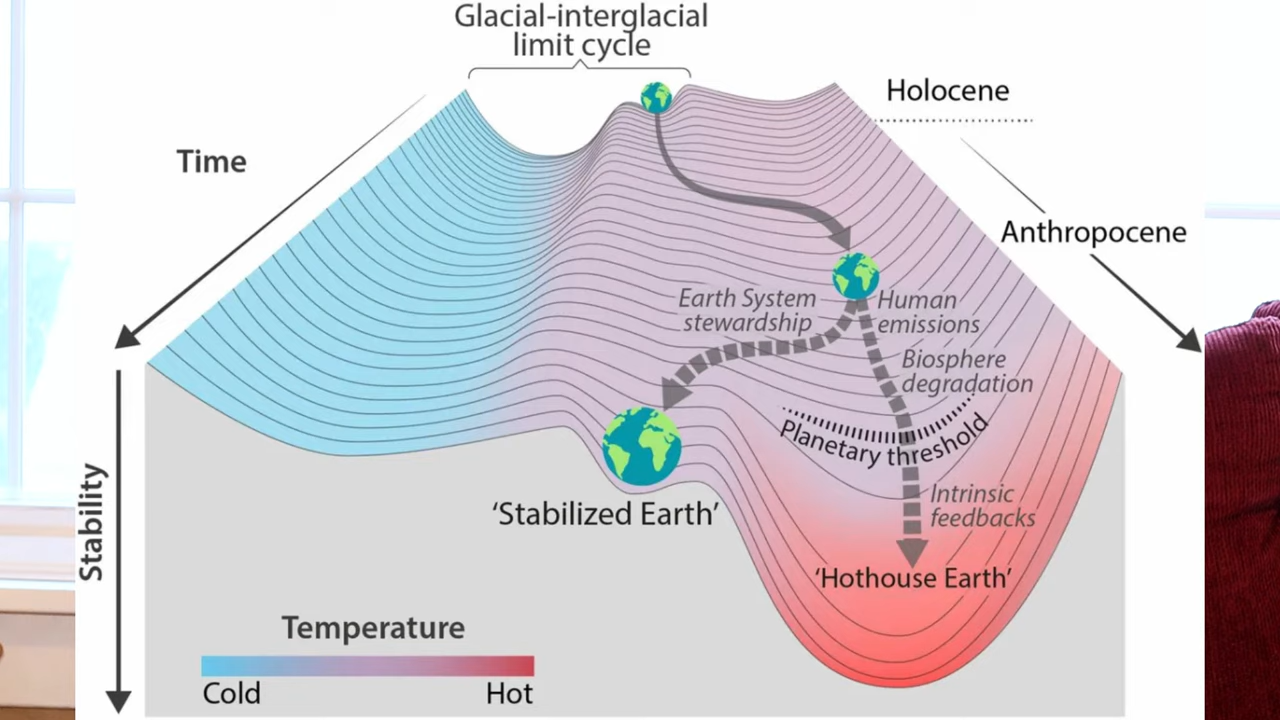 Glacial-interglacial
limit cycle
Holocene
Time
Anthropocene
Earth System
stewardship
Human
emissions
Biosphere
degradation
Planetary threshold
Intrinsic
feedbacks
'Stabilized Earth'
'Hothouse Earth'
Stability
Temperature
Cold
Hot